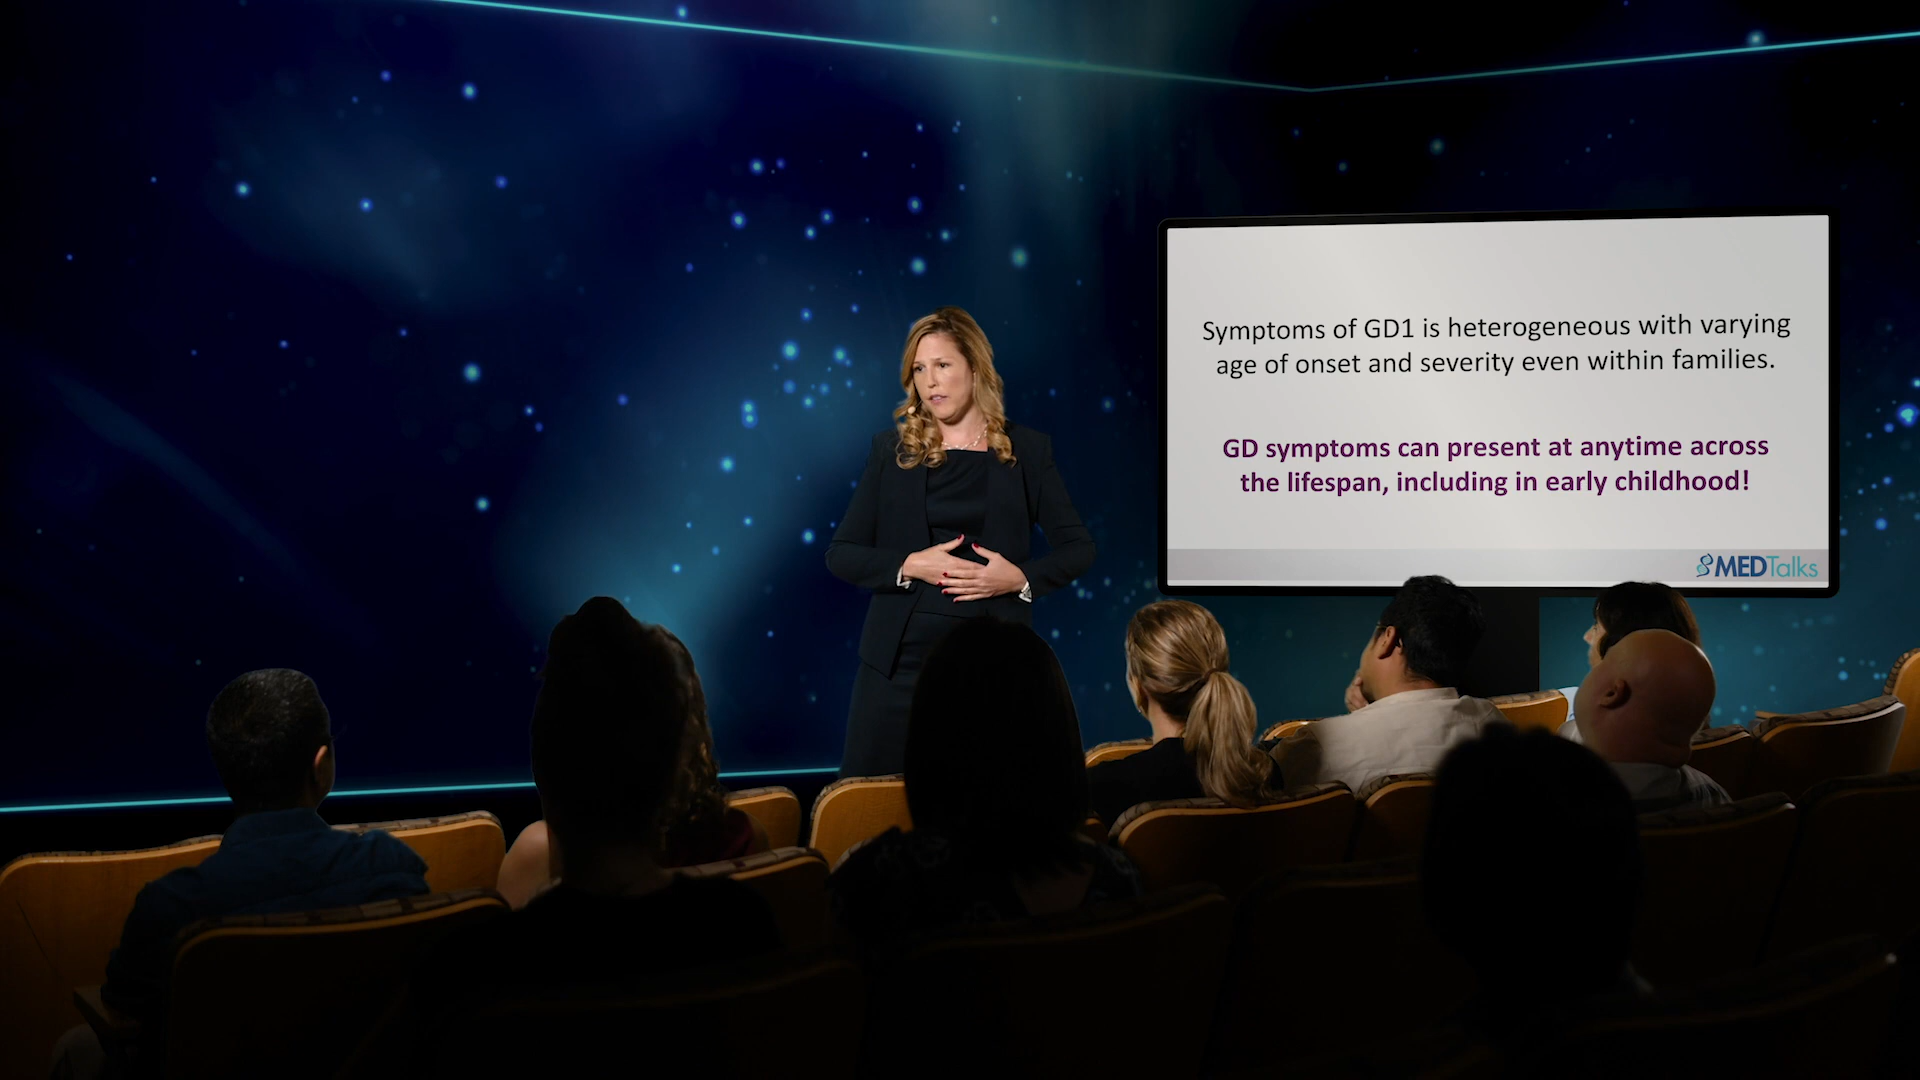 Symptoms of GD1 is heterogeneous with varying
age of onset and severity even within families.
GD symptoms can present at anytime across
the lifespan, including in early childhood!
MEDTalks